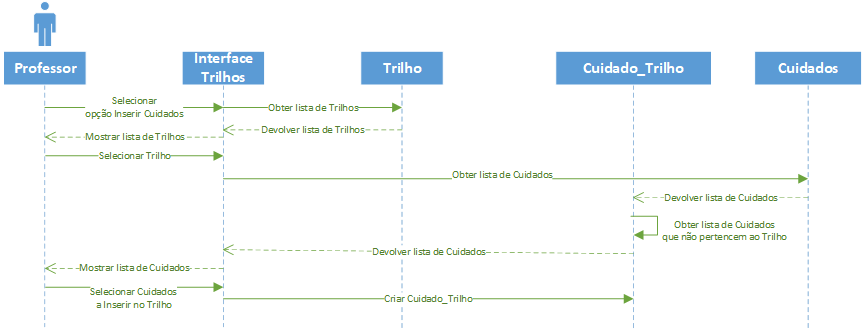 Professor
Interface
Trilhos
Trilho
Cuidado_Trilho
Cuidados
Selecionar
opção Inserir Cuidados
Obter lista de Trilhos
Devolver lista de Trilhos
Mostrar lista de Trilhos
Selecionar Trilho
Obter lista de Cuidados
Devolver lista de Cuidados
Obter lista de Cuidados
que não pertencem ao Trilho
Devolver lista de Cuidados
Mostrar lista de Cuidados
Selecionar Cuidados
a Inserir no Trilho
Criar Cuidado_Trilho